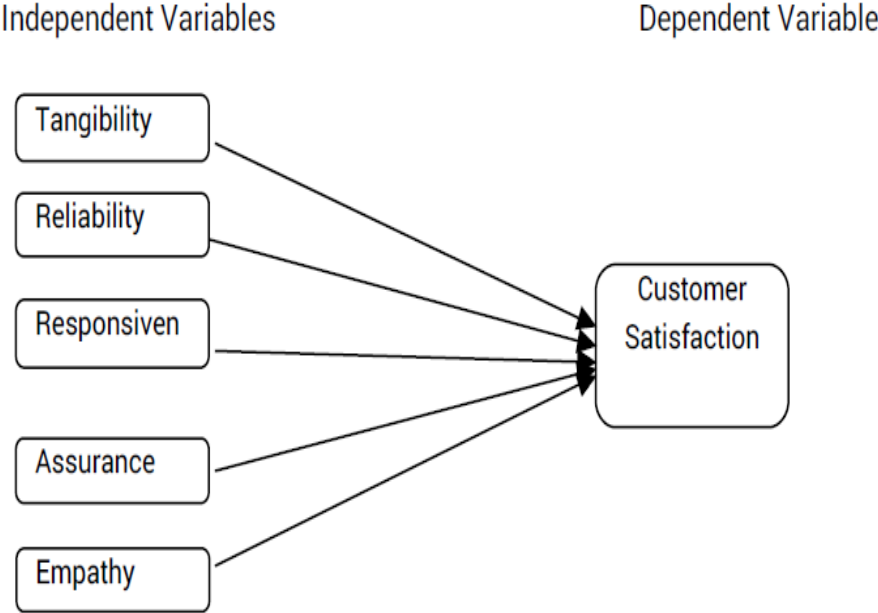 Independent Variables
Dependent Variable
Tangibility
Reliability
Responsiven
Assurance
Empathy
Customer
Satisfaction